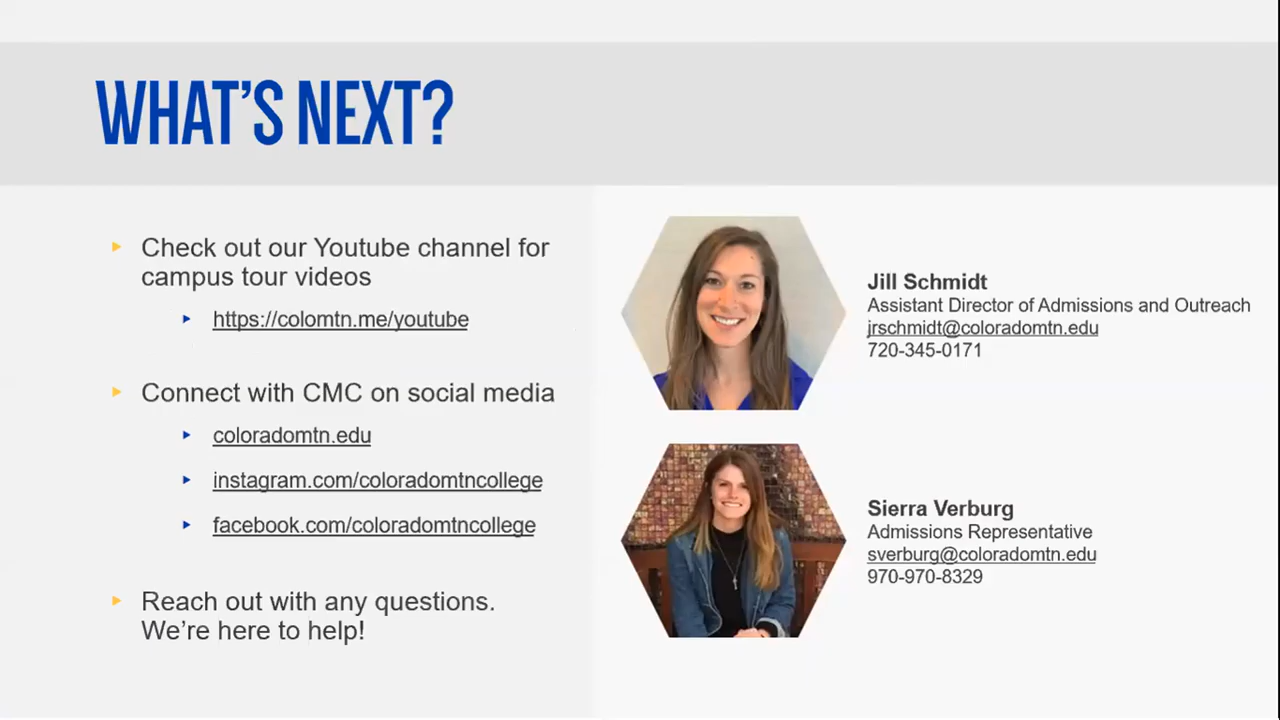 WHAT'S NEXT?
Check out our Youtube channel for
campus tour videos
https://colomtn.me/youtube
Connect with CMC on social media
coloradomtn.edu
instagram.com/coloradomtncollege
facebook.com/coloradomtncollege
Reach out with any questions.
We're here to help!
Jill Schmidt
Assistant Director of Admissions and Outreach
jrschmidt@coloradomtn.edu
720-345-0171
Sierra Verburg
Admissions Representative
sverburg@coloradomtn.edu
970-970-8329